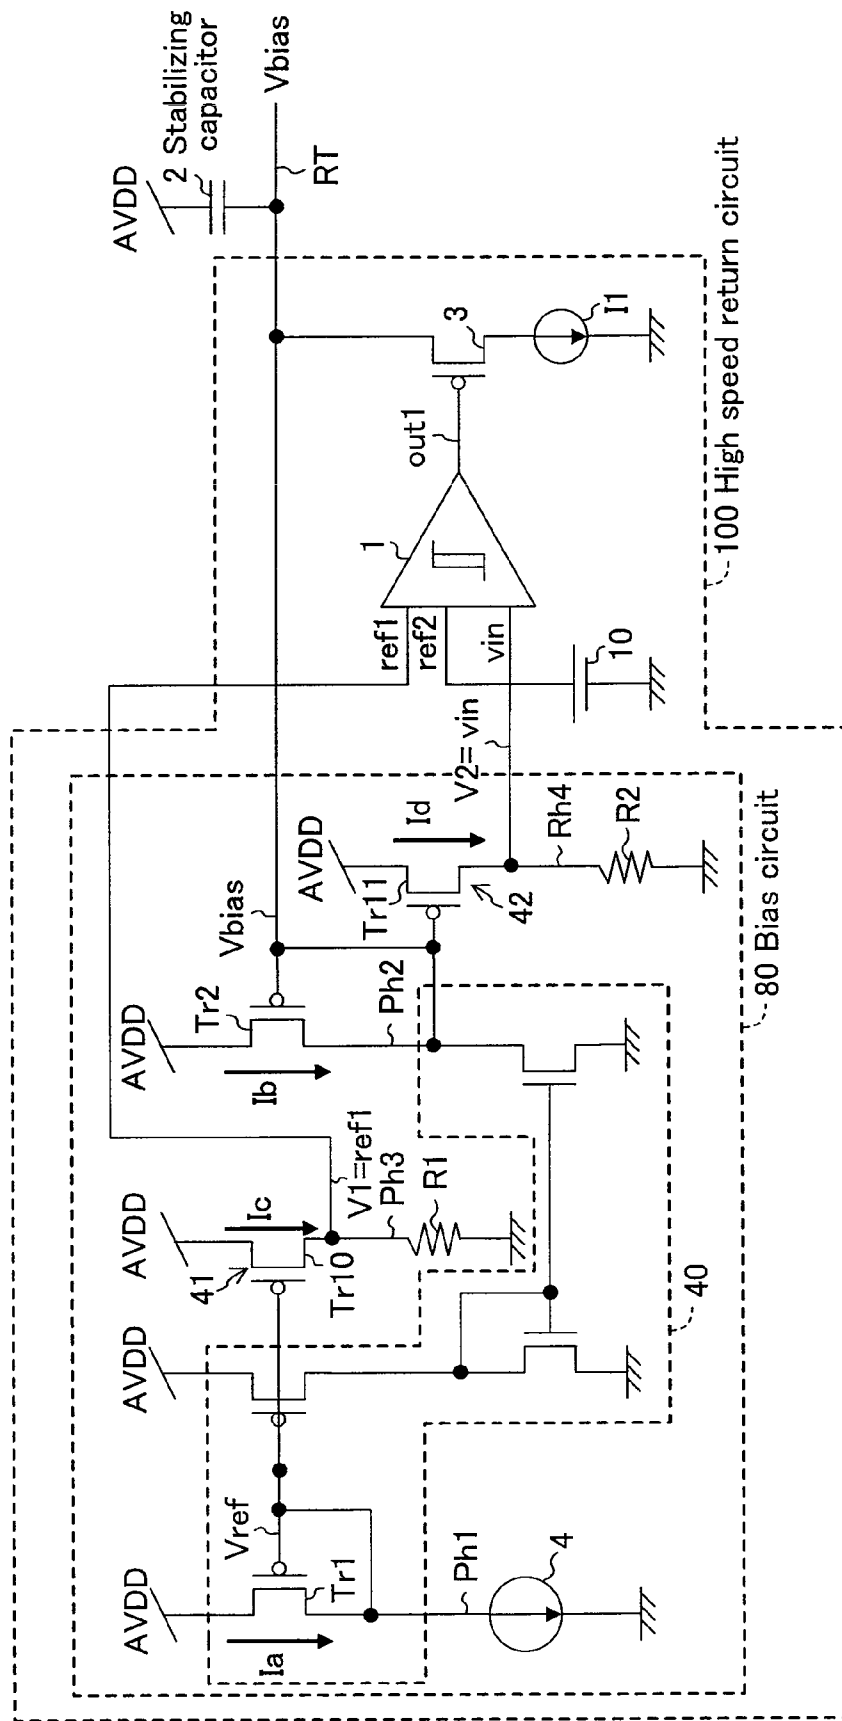 AVDD
AVDD
AVDD
AVDD
AVDD
AVDD
2 Stabilizing
capacitor
Vbias
RT
Vbias
Vref
Tr1
Ia
Ph1
4
41
Ic
Tr10
V1=ref1
Ph3
R1
Tr2
Ib
Ph2
Tr11
Id
42
V2=vin
Rh4
R2
ref1
ref2
vin
1
out1
3
I1
10
40
80 Bias circuit
100 High speed return circuit